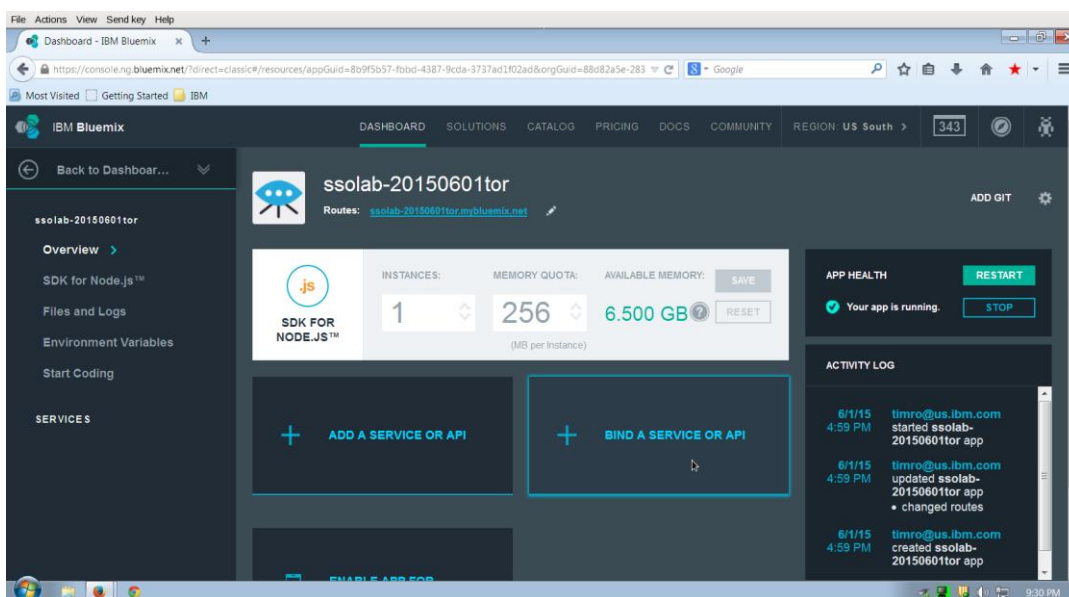 File Actions View Send key Help
Dashboard - IBM Bluemix × +
https://console.ng.bluemix.net/?direct=classic#/resources/appGuid=8b9f5b57-fbbd-4387-9cda-3737ad1f02ad&orgGuid=88d82a5e-283
Google
Most Visited Getting Started IBM
IBM Bluemix
DASHBOARD SOLUTIONS CATALOG PRICING DOCS COMMUNITY REGION: US South > 343
Back to Dashboar...
ssolab-20150601tor
Routes: ssolab-20150601tor.mybluemix.net
ADD GIT
ssolab-20150601tor
Overview >
SDK for Node.js™
Files and Logs
Environment Variables
Start Coding
SERVICES
.js
SDK FOR
NODE.JS™
INSTANCES: MEMORY QUOTA: AVAILABLE MEMORY: SAVE
1 256 6.500 GB ? RESET
(MB per Instance)
APP HEALTH RESTART
Your app is running. STOP
+ ADD A SERVICE OR API
+ BIND A SERVICE OR API
ENABLE APP FOR
ACTIVITY LOG
6/1/15 timro@us.ibm.com
4:59 PM started ssolab-
20150601tor app
6/1/15 timro@us.ibm.com
4:59 PM updated ssolab-
20150601tor app
• changed routes
6/1/15 timro@us.ibm.com
4:59 PM created ssolab-
20150601tor app
9:30 PM